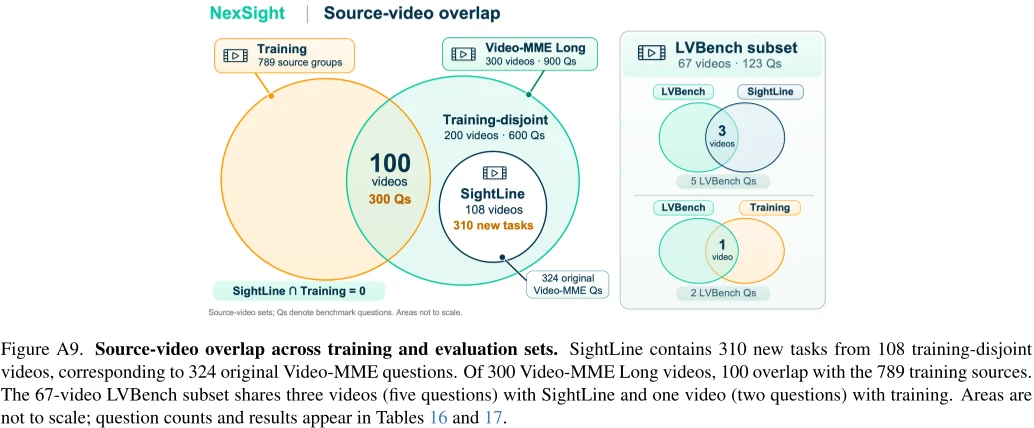 NexSight | Source-video overlap
Training
789 source groups
Video-MME Long
300 videos · 900 Qs
Training-disjoint
200 videos · 600 Qs
100
videos
300 Qs
SightLine
108 videos
310 new tasks
324 original
Video-MME Qs
SightLine ∩ Training = 0
Source-video sets; Qs denote benchmark questions. Areas not to scale.
LVBench subset
67 videos · 123 Qs
LVBench
SightLine
3
videos
5 LVBench Qs
LVBench
Training
1
video
2 LVBench Qs
Figure A9. Source-video overlap across training and evaluation sets. SightLine contains 310 new tasks from 108 training-disjoint
videos, corresponding to 324 original Video-MME questions. Of 300 Video-MME Long videos, 100 overlap with the 789 training sources.
The 67-video LVBench subset shares three videos (five questions) with SightLine and one video (two questions) with training. Areas are
not to scale; question counts and results appear in Tables 16 and 17.